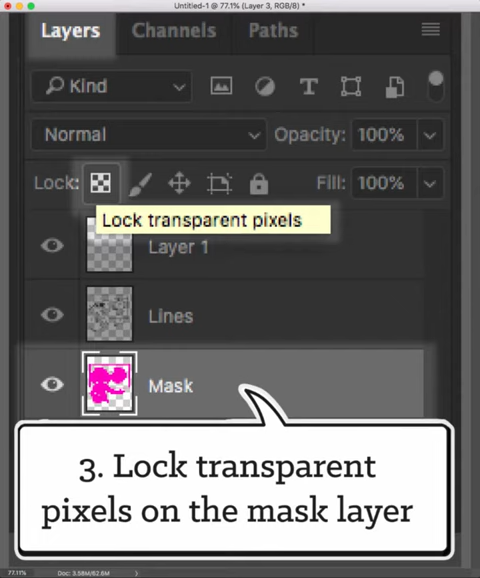 Untitled-1 @ 77.1% (Layer 3, RGB/8) *
Layers Channels Paths
Kind
Normal Opacity: 100%
Lock: Fill: 100%
Lock transparent pixels
Layer 1
Lines
Mask
3. Lock transparent
pixels on the mask layer
77.11% Doc: 3.58M/62.6M